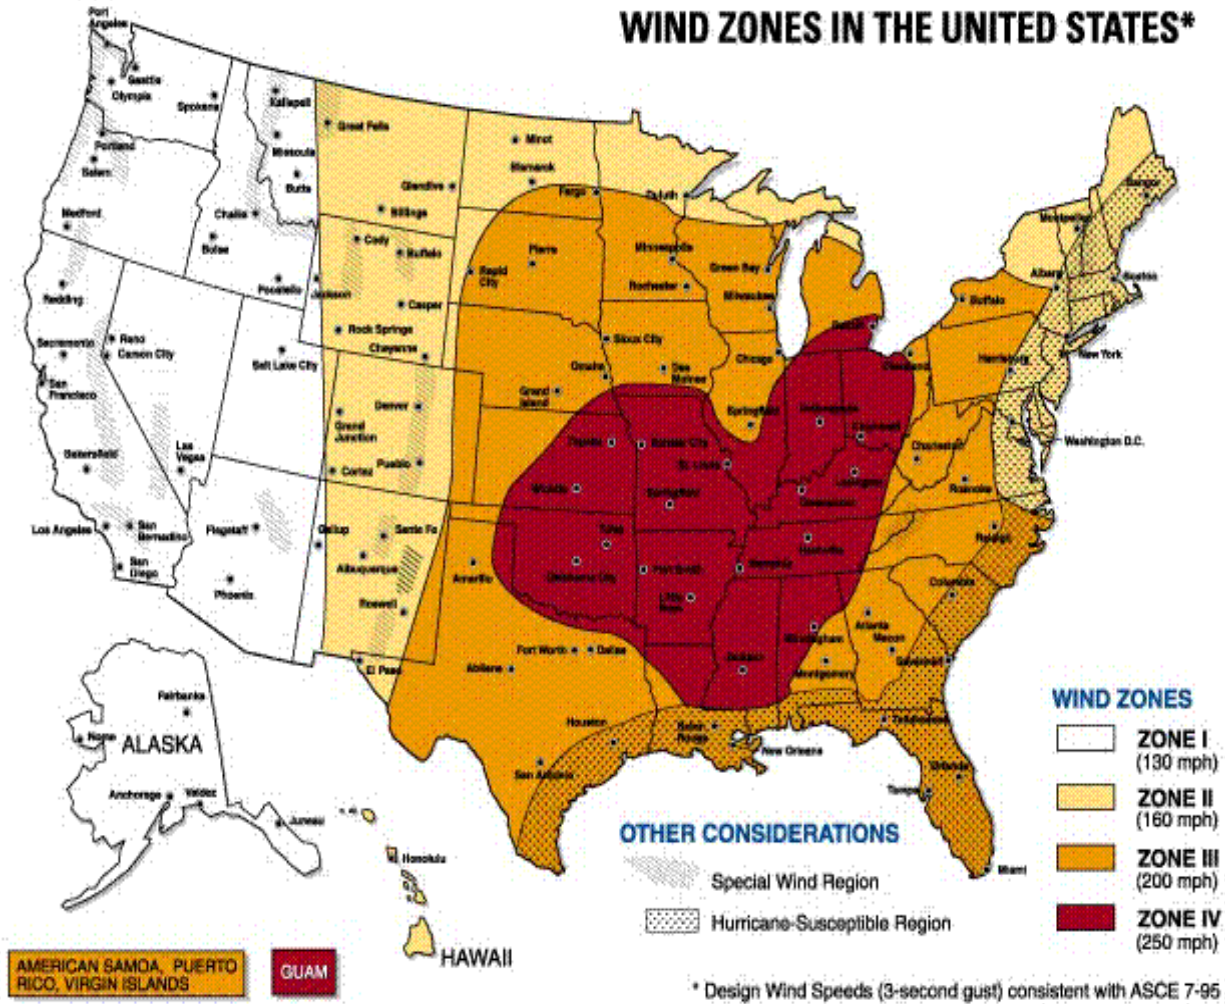 WIND ZONES IN THE UNITED STATES*
Port
Angeles
Seattle
Olympia
Spokane
Kalispell
Great Falls
Minot
Portland
Salem
Missoula
Butte
Bismarck
Glendive
Fargo
Duluth
Bangor
Medford
Challis
Boise
Billings
Cody
Buffalo
Pierre
Minneapolis
Green Bay
Montpelier
Albany
Boston
Redding
Pocatello
Jackson
Casper
Rapid
City
Rochester
Milwaukee
Buffalo
Detroit
Sacramento
Reno
Carson City
Salt Lake City
Rock Springs
Cheyenne
Sioux City
Omaha
Des
Moines
Chicago
Cleveland
Harrisburg
New York
San
Francisco
Grand
Island
Denver
Grand
Junction
Springfield
Indianapolis
Cincinnati
Washington D.C.
Bakersfield
Las
Vegas
Cortez
Pueblo
Topeka
Kansas City
St. Louis
Charleston
Wichita
Springfield
Roanoke
Los Angeles
San
Bernadino
Flagstaff
Gallup
Santa Fe
Tulsa
Nashville
Raleigh
San
Diego
Albuquerque
Amarillo
Oklahoma City
Fort Smith
Memphis
Columbia
Phoenix
Roswell
Little
Rock
Birmingham
Atlanta
Macon
Savannah
El Paso
Abilene
Fort Worth
Dallas
Jackson
Montgomery
Houston
San Antonio
Baton
Rouge
New Orleans
Tallahassee
Orlando
Tampa
Miami
Fairbanks
Nome
ALASKA
Anchorage
Valdez
Juneau
Honolulu
HAWAII
AMERICAN SAMOA, PUERTO
RICO, VIRGIN ISLANDS
GUAM
OTHER CONSIDERATIONS
Special Wind Region
Hurricane-Susceptible Region
WIND ZONES
ZONE I
(130 mph)
ZONE II
(160 mph)
ZONE III
(200 mph)
ZONE IV
(250 mph)
* Design Wind Speeds (3-second gust) consistent with ASCE 7-95